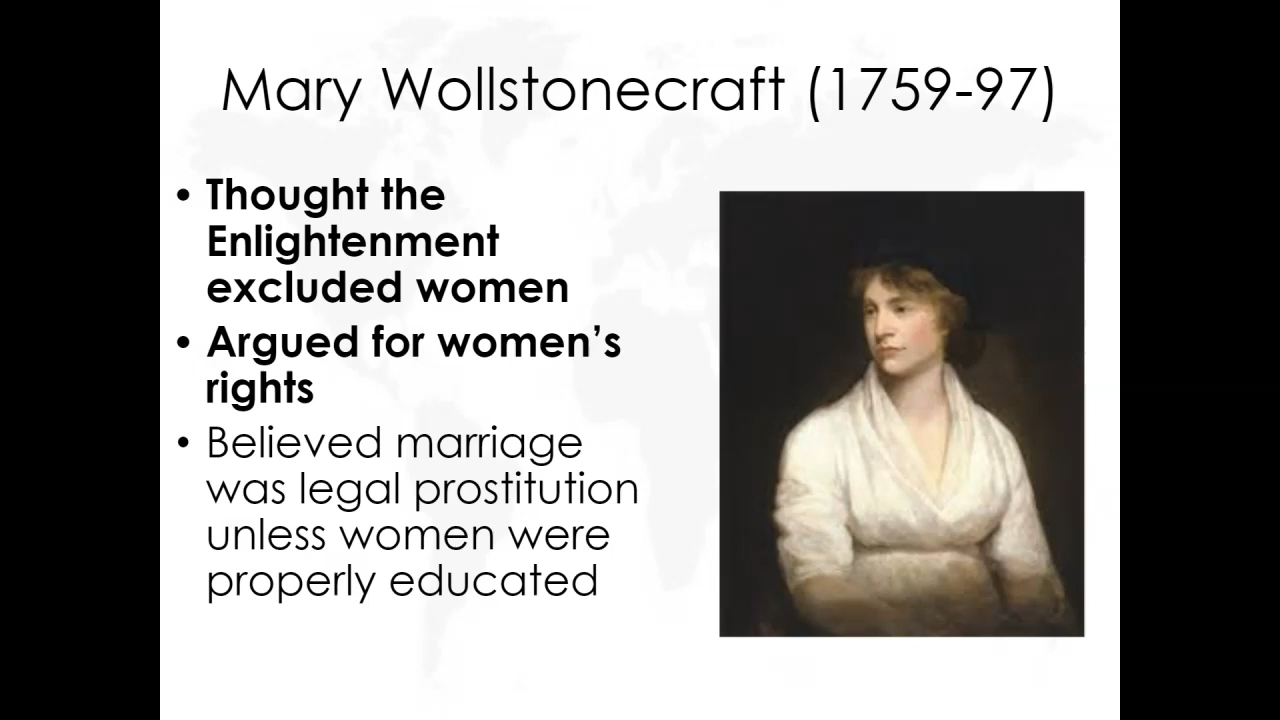 Mary Wollstonecraft (1759-97)
• Thought the
Enlightenment
excluded women
• Argued for women’s
rights
• Believed marriage
was legal prostitution
unless women were
properly educated